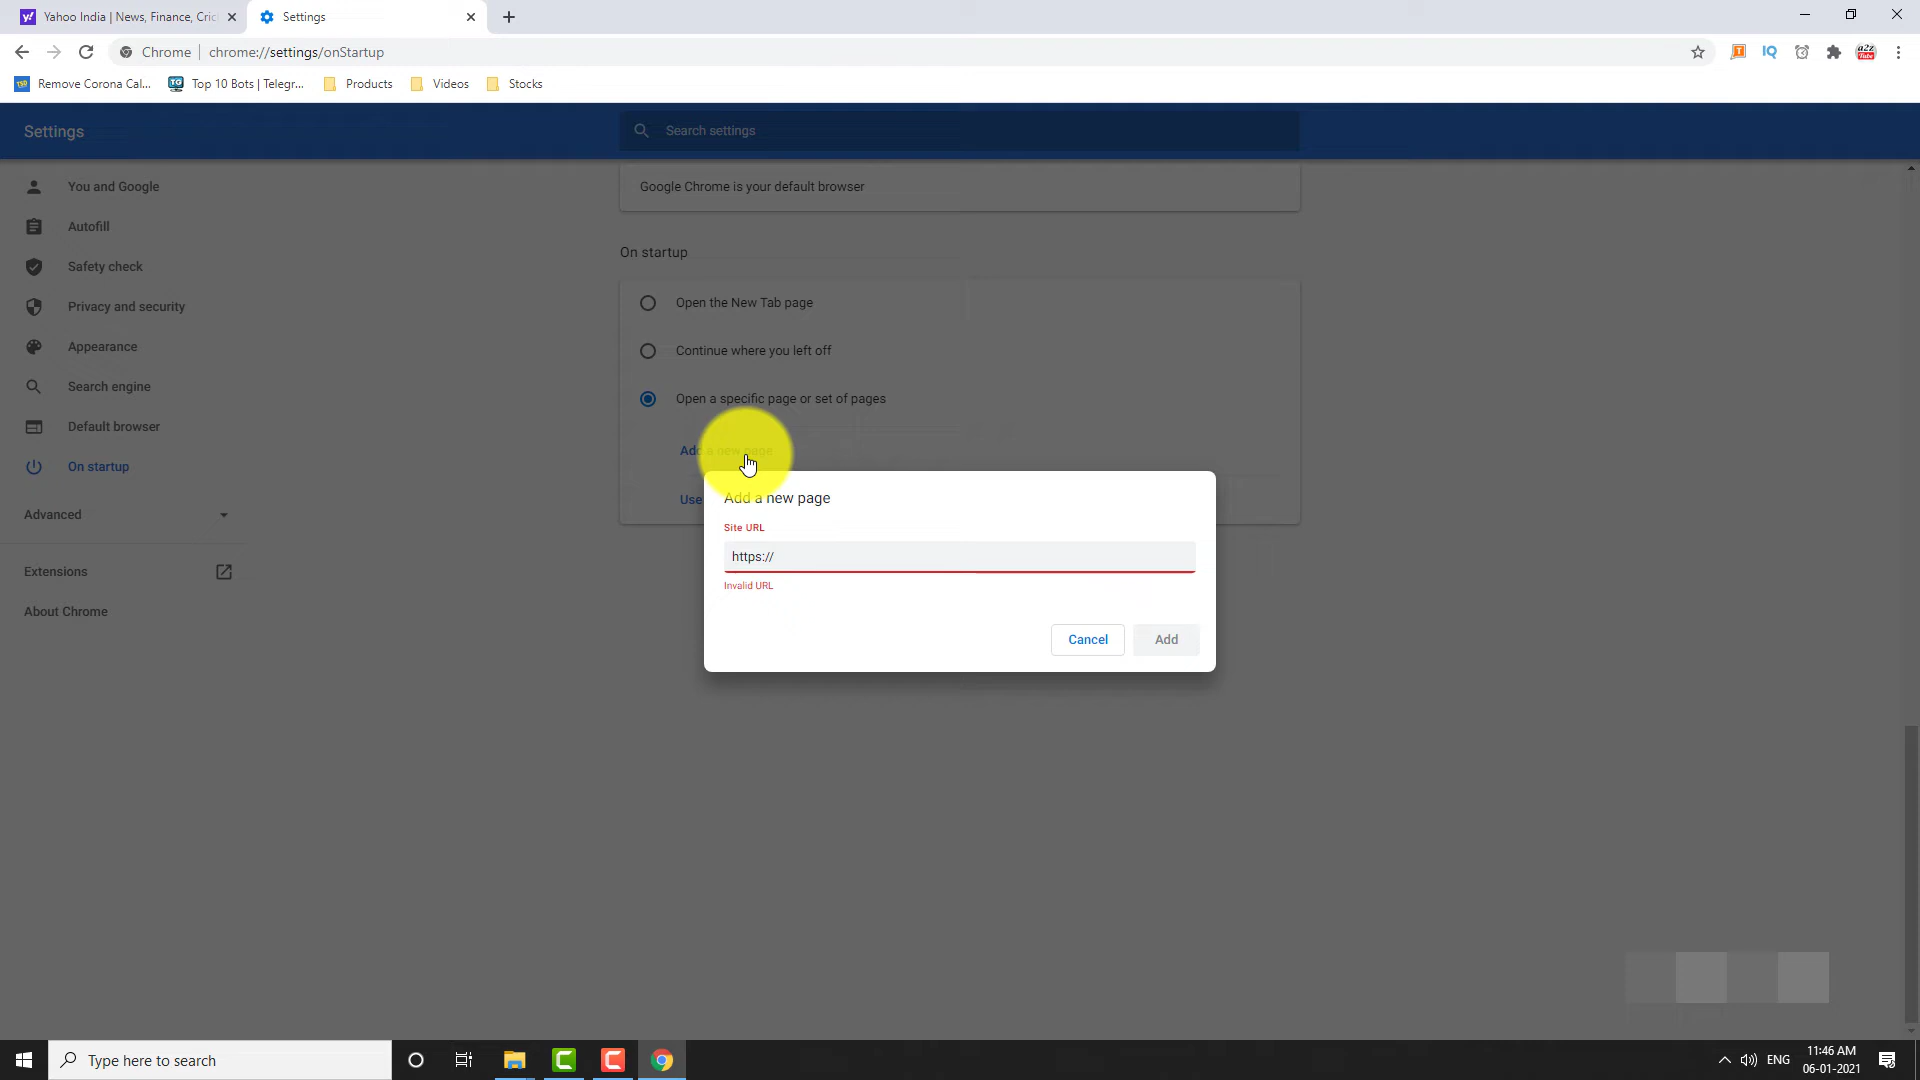 Yahoo India | News, Finance, Cric
Settings
Chrome
chrome://settings/onStartup
Remove Corona Cal...
Top 10 Bots | Telegr...
Products
Videos
Stocks
Settings
Search settings
You and Google
Autofill
Safety check
Privacy and security
Appearance
Search engine
Default browser
On startup
Advanced
Extensions
About Chrome
Google Chrome is your default browser
On startup
Open the New Tab page
Continue where you left off
Open a specific page or set of pages
Add a new page
Use
Add a new page
Site URL
https://
Invalid URL
Cancel
Add
Type here to search
ENG
11:46 AM
06-01-2021